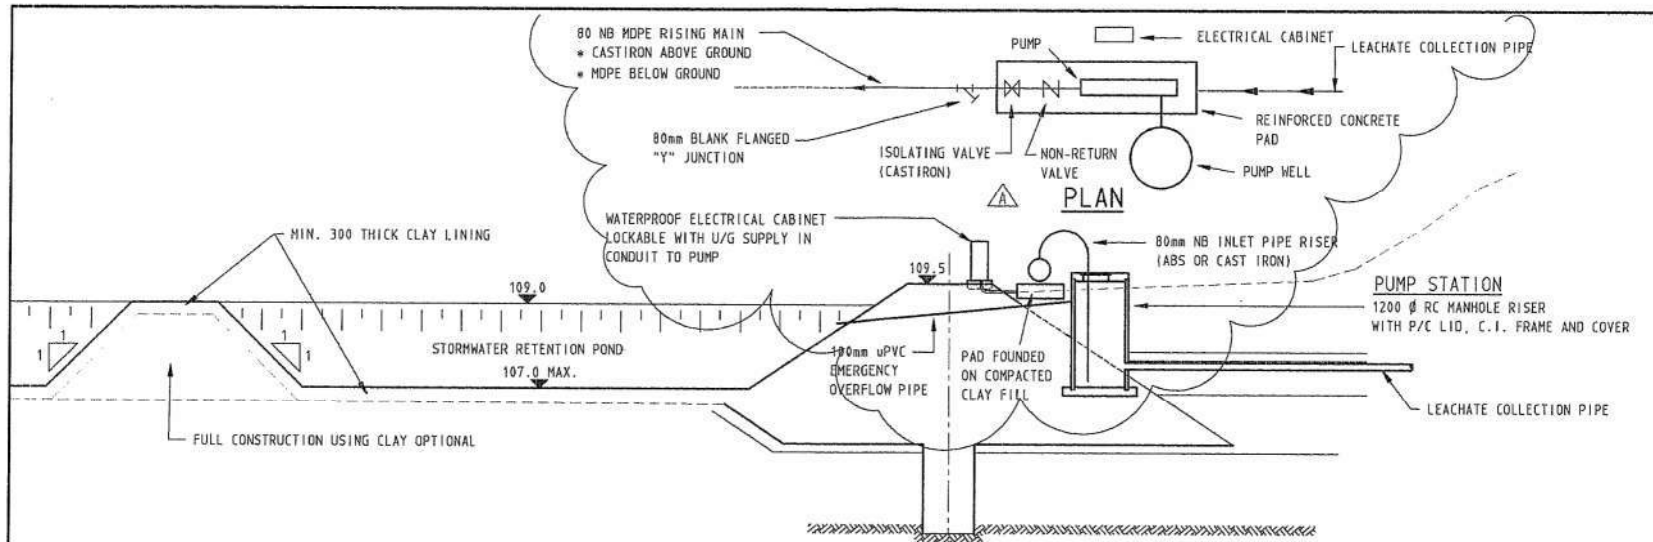 80 NB MDPE RISING MAIN
* CASTIRON ABOVE GROUND
* MDPE BELOW GROUND
PUMP
ELECTRICAL CABINET
LEACHATE COLLECTION PIPE
80mm BLANK FLANGED
"Y" JUNCTION
ISOLATING VALVE
(CASTIRON)
NON-RETURN
VALVE
REINFORCED CONCRETE
PAD
PUMP WELL
A
PLAN
MIN. 300 THICK CLAY LINING
WATERPROOF ELECTRICAL CABINET
LOCKABLE WITH U/G SUPPLY IN
CONDUIT TO PUMP
80mm NB INLET PIPE RISER
(ABS OR CAST IRON)
109.0
109.5
PUMP STATION
1200 Ø RC MANHOLE RISER
WITH P/C LID, C.I. FRAME AND COVER
1
1
1
1
STORMWATER RETENTION POND
107.0 MAX.
100mm uPVC
EMERGENCY
OVERFLOW PIPE
PAD FOUNDED
ON COMPACTED
CLAY FILL
LEACHATE COLLECTION PIPE
FULL CONSTRUCTION USING CLAY OPTIONAL